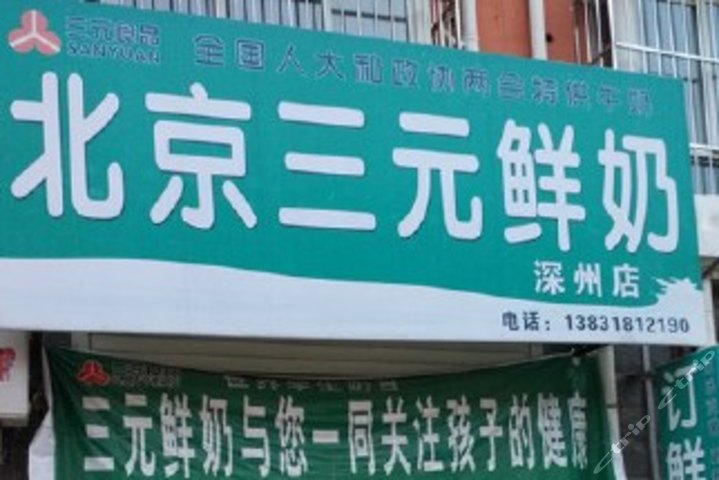 三元食品
SANYUAN
全国人大和政协两会特供牛奶
北京三元鲜奶
深州店
电话：13831812190
三元鲜奶与您一同关注孩子的健康
订鲜
trip Ctrip